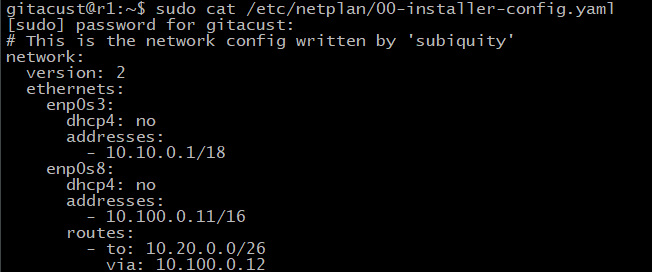 gitacust@r1:~$ sudo cat /etc/netplan/00-installer-config.yaml
[sudo] password for gitacust:
# This is the network config written by 'subiquity'
network:
  version: 2
  ethernets:
    enp0s3:
      dhcp4: no
      addresses:
        - 10.10.0.1/18
    enp0s8:
      dhcp4: no
      addresses:
        - 10.100.0.11/16
      routes:
        - to: 10.20.0.0/26
          via: 10.100.0.12